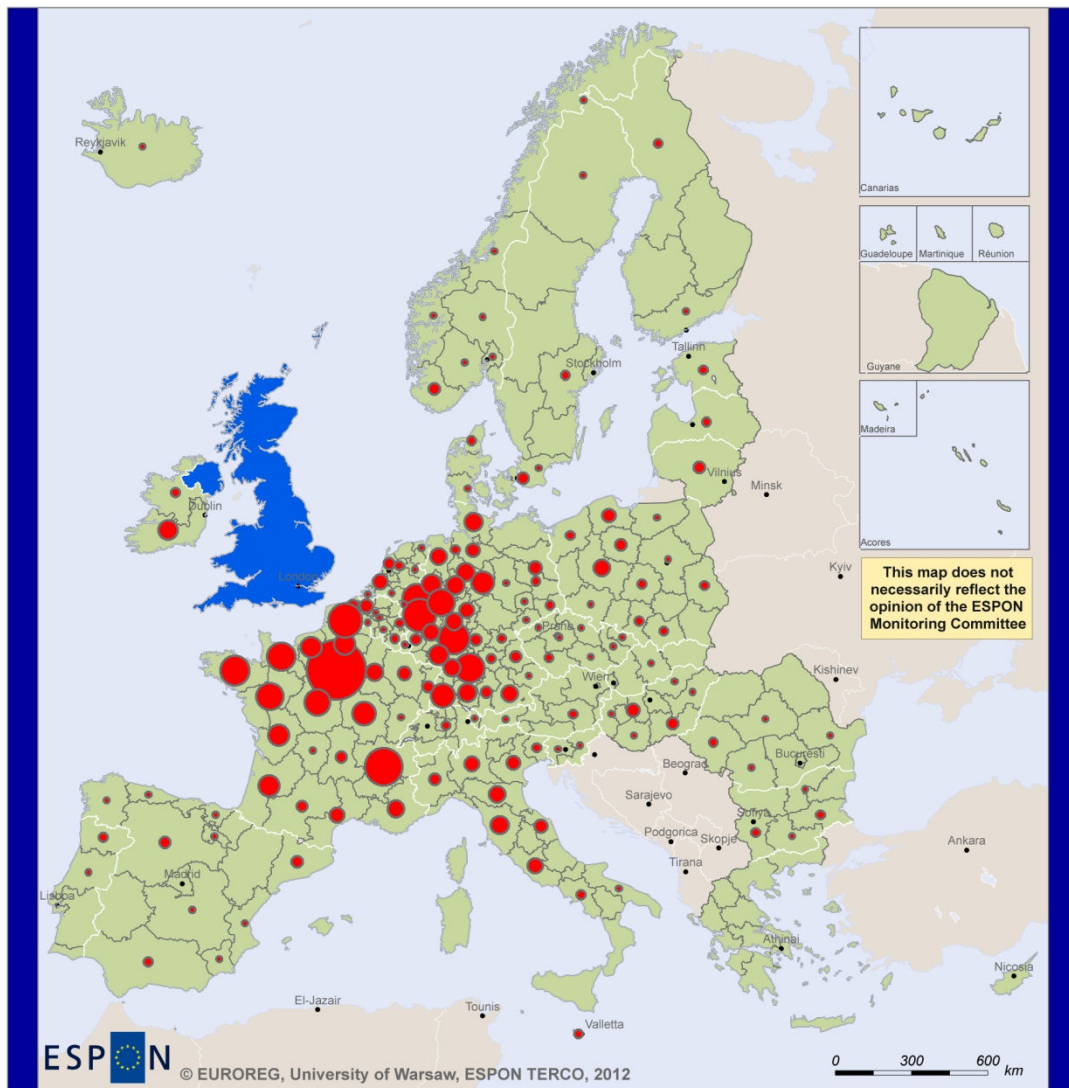 Reykjavik
Canarias
Guadeloupe
Martinique
Réunion
Guyane
Madeira
Acores
Tallinn
Stockholm
Vilnius
Minsk
Dublin
London
Kyiv
This map does not
necessarily reflect the
opinion of the ESPON
Monitoring Committee
Praha
Kishinev
Wien
Bucuresti
Beograd
Sarajevo
Sofiya
Podgorica
Skopje
Tirana
Ankara
Madrid
Lisboa
Athinai
Nicosia
El-Jazair
Tounis
Valletta
ESPON
© EUROREG, University of Warsaw, ESPON TERCO, 2012
0 300 600
km